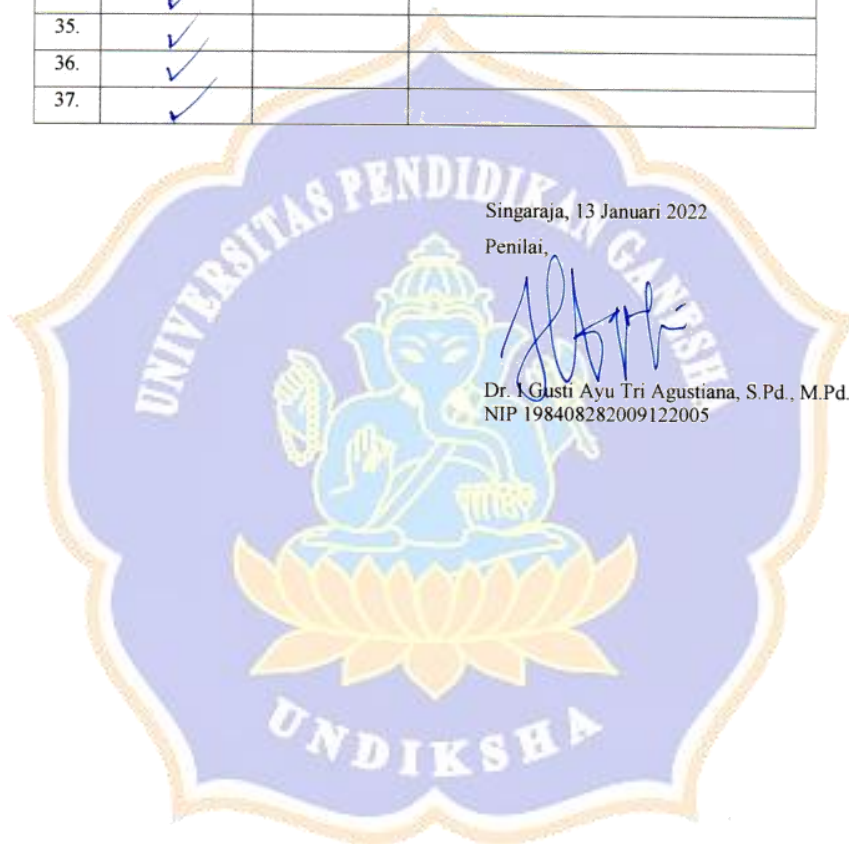 35. ✓
36. ✓
37. ✓
UNIVERSITAS PENDIDIKAN GANESHA
Singaraja, 13 Januari 2022
Penilai,
Dr. I Gusti Ayu Tri Agustiana, S.Pd., M.Pd.
NIP 198408282009122005
UNDIKSHA